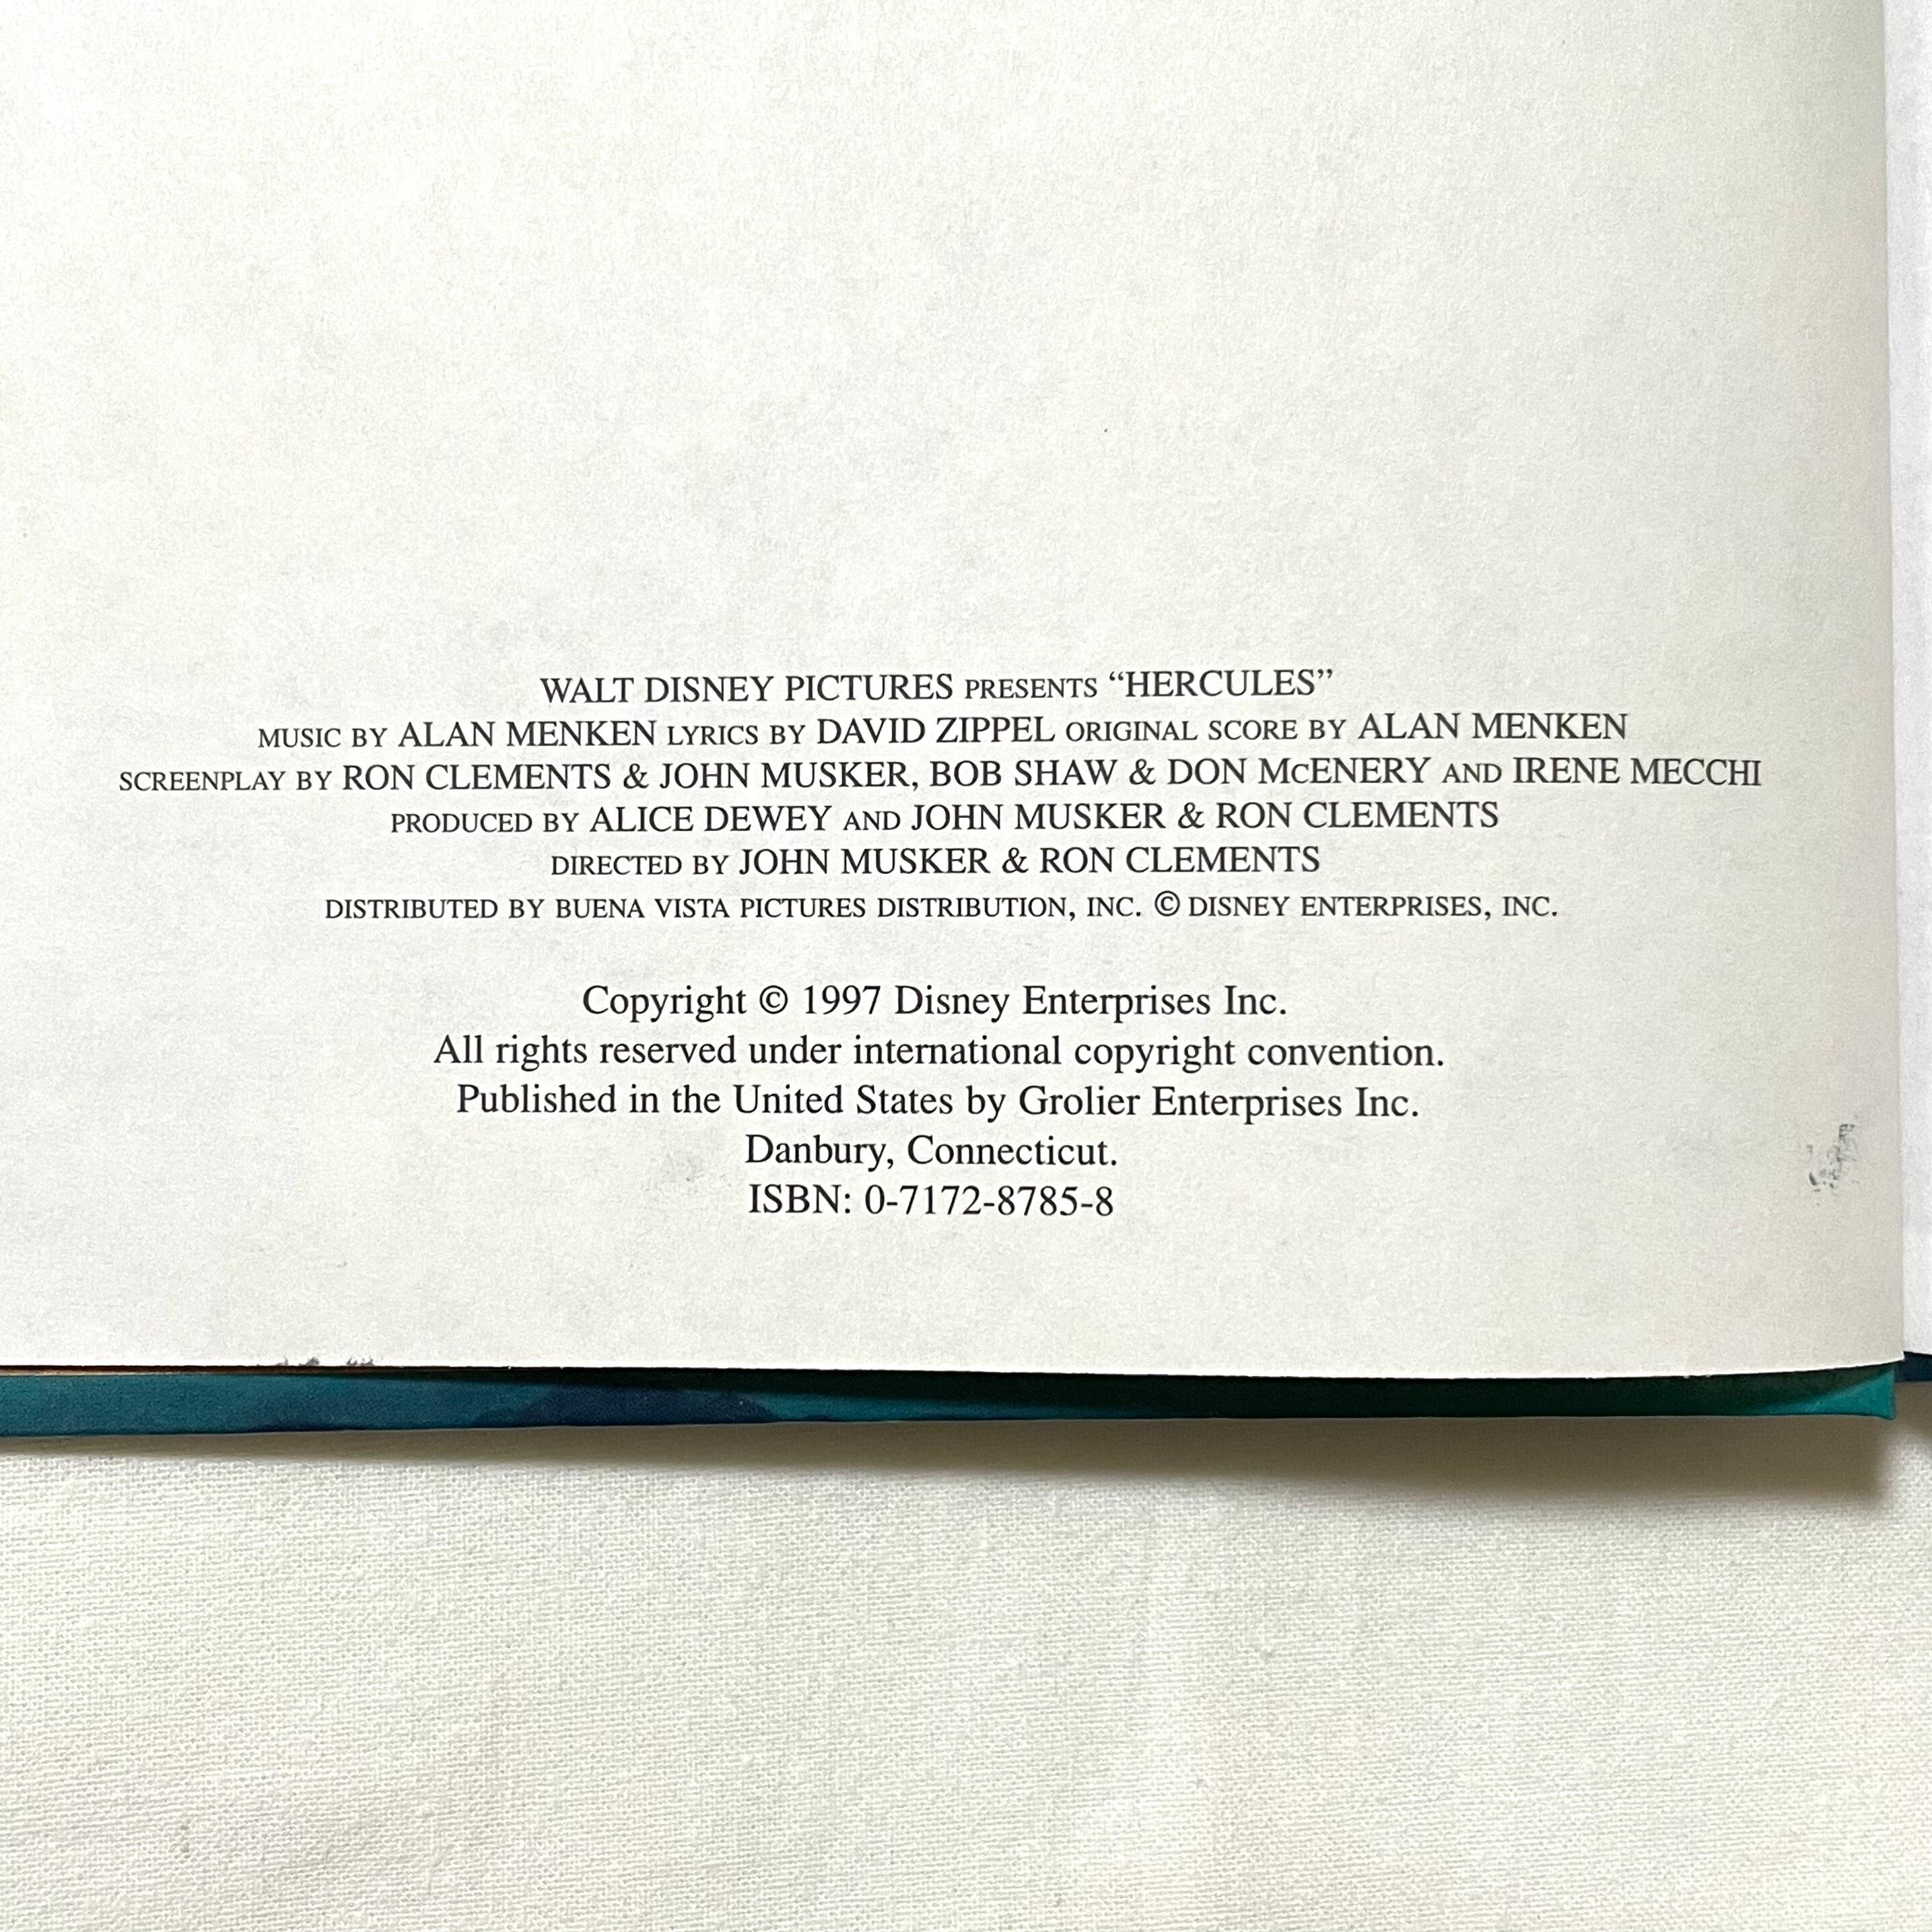 WALT DISNEY PICTURES PRESENTS “HERCULES”
MUSIC BY ALAN MENKEN LYRICS BY DAVID ZIPPEL ORIGINAL SCORE BY ALAN MENKEN
SCREENPLAY BY RON CLEMENTS & JOHN MUSKER, BOB SHAW & DON McENERY AND IRENE MECCHI
PRODUCED BY ALICE DEWEY AND JOHN MUSKER & RON CLEMENTS
DIRECTED BY JOHN MUSKER & RON CLEMENTS
DISTRIBUTED BY BUENA VISTA PICTURES DISTRIBUTION, INC. © DISNEY ENTERPRISES, INC.
Copyright © 1997 Disney Enterprises Inc.
All rights reserved under international copyright convention.
Published in the United States by Grolier Enterprises Inc.
Danbury, Connecticut.
ISBN: 0-7172-8785-8